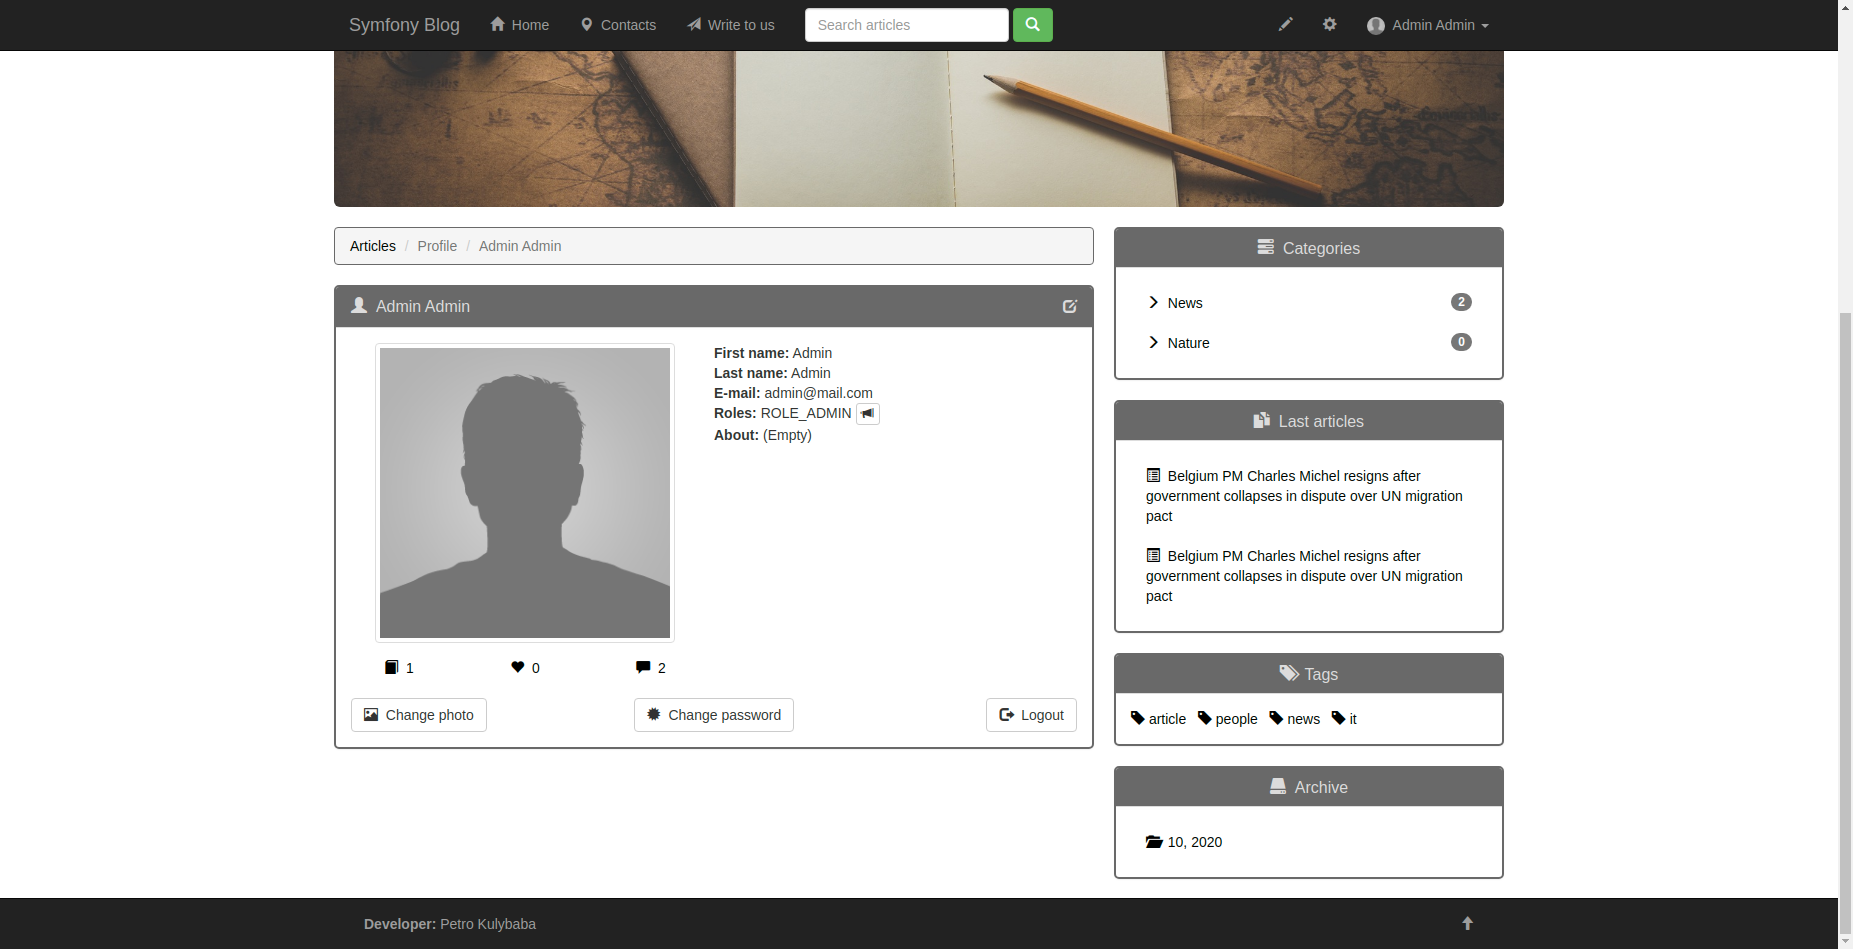 Symfony Blog Home Contacts Write to us Search articles Admin Admin
Articles / Profile / Admin Admin
Admin Admin
First name: Admin
Last name: Admin
E-mail: admin@mail.com
Roles: ROLE_ADMIN
About: (Empty)
1 0 2
Change photo Change password Logout
Categories
News 2
Nature 0
Last articles
Belgium PM Charles Michel resigns after
government collapses in dispute over UN migration
pact
Belgium PM Charles Michel resigns after
government collapses in dispute over UN migration
pact
Tags
article people news it
Archive
10, 2020
Developer: Petro Kulybaba